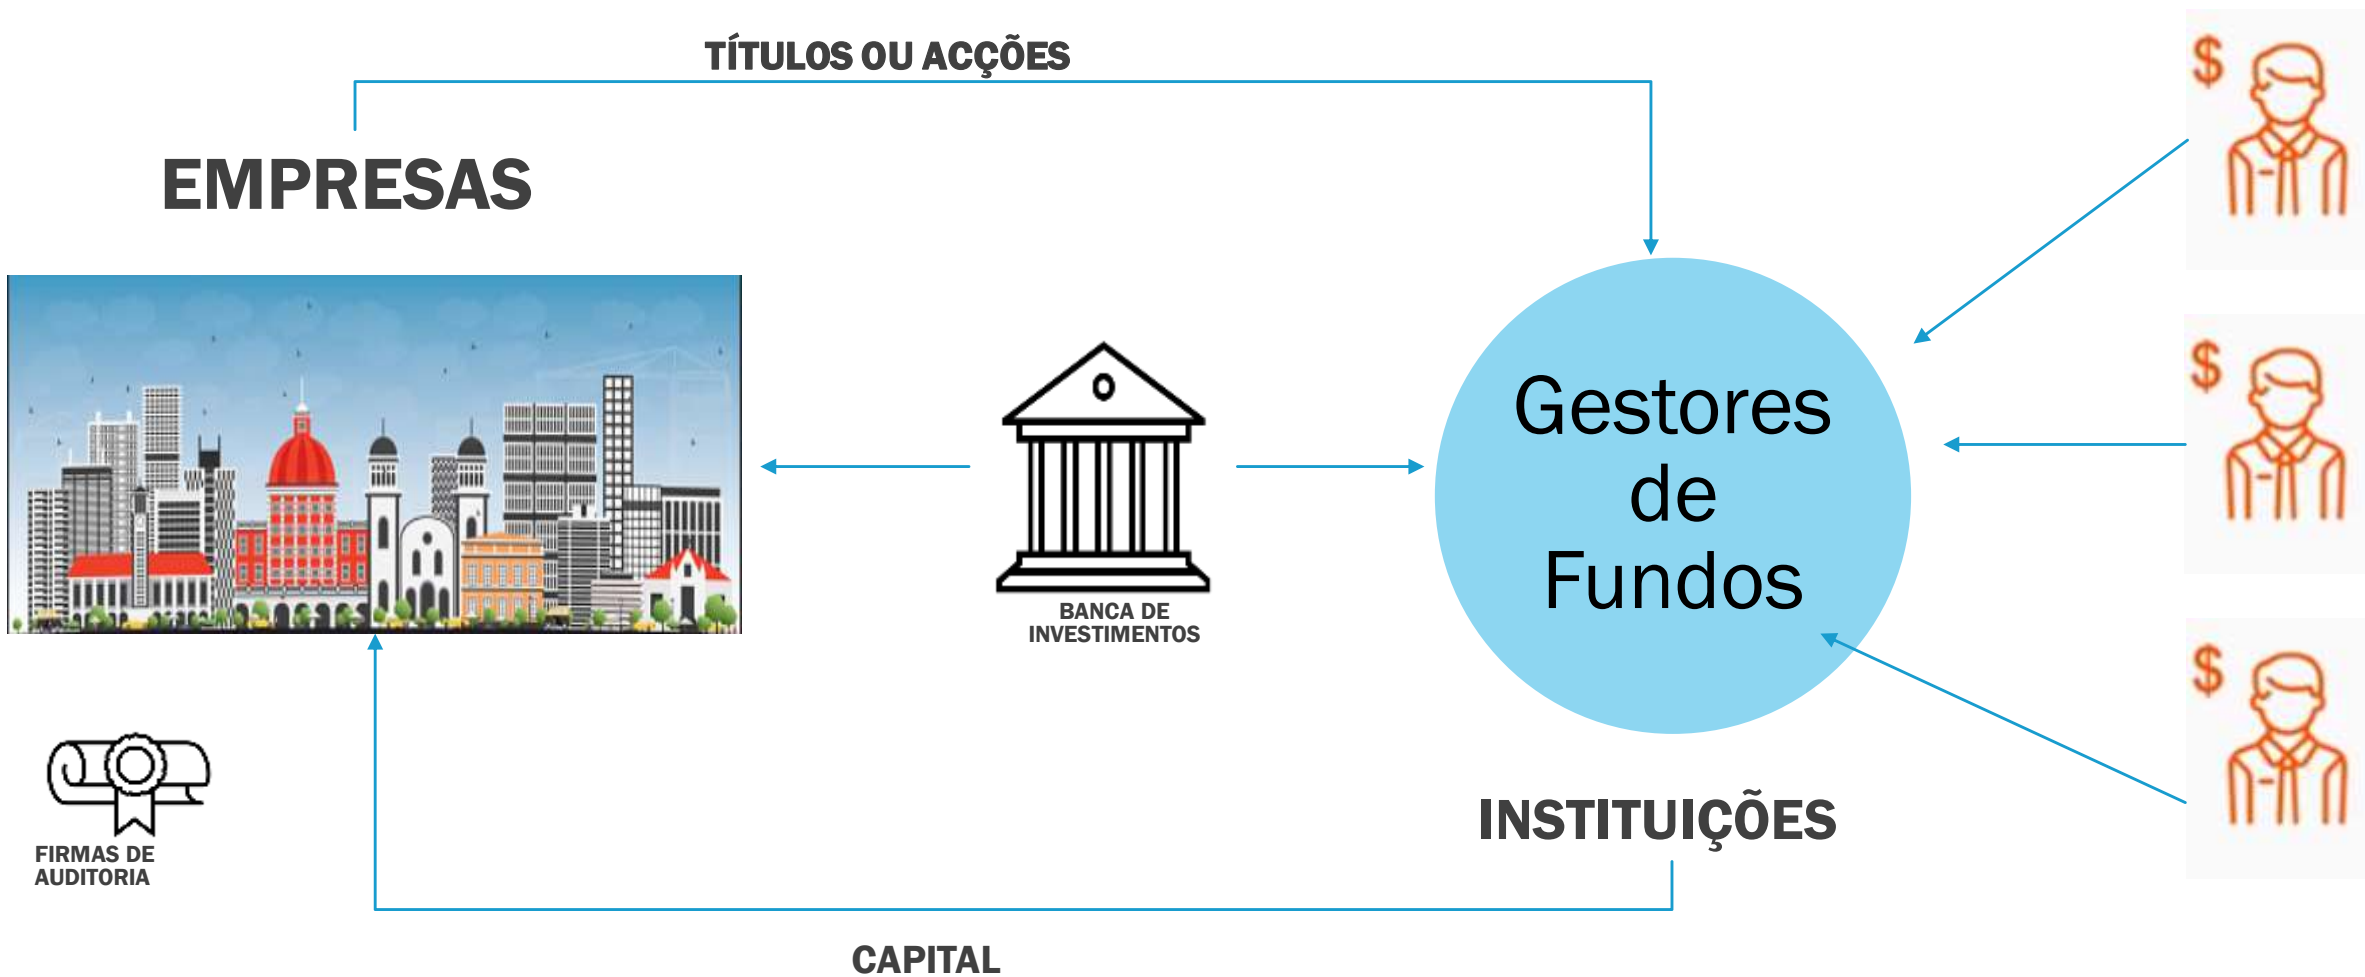 TÍTULOS OU ACÇÕES
EMPRESAS
$
$
$
Gestores
de
Fundos
BANCA DE
INVESTIMENTOS
INSTITUIÇÕES
FIRMAS DE
AUDITORIA
CAPITAL